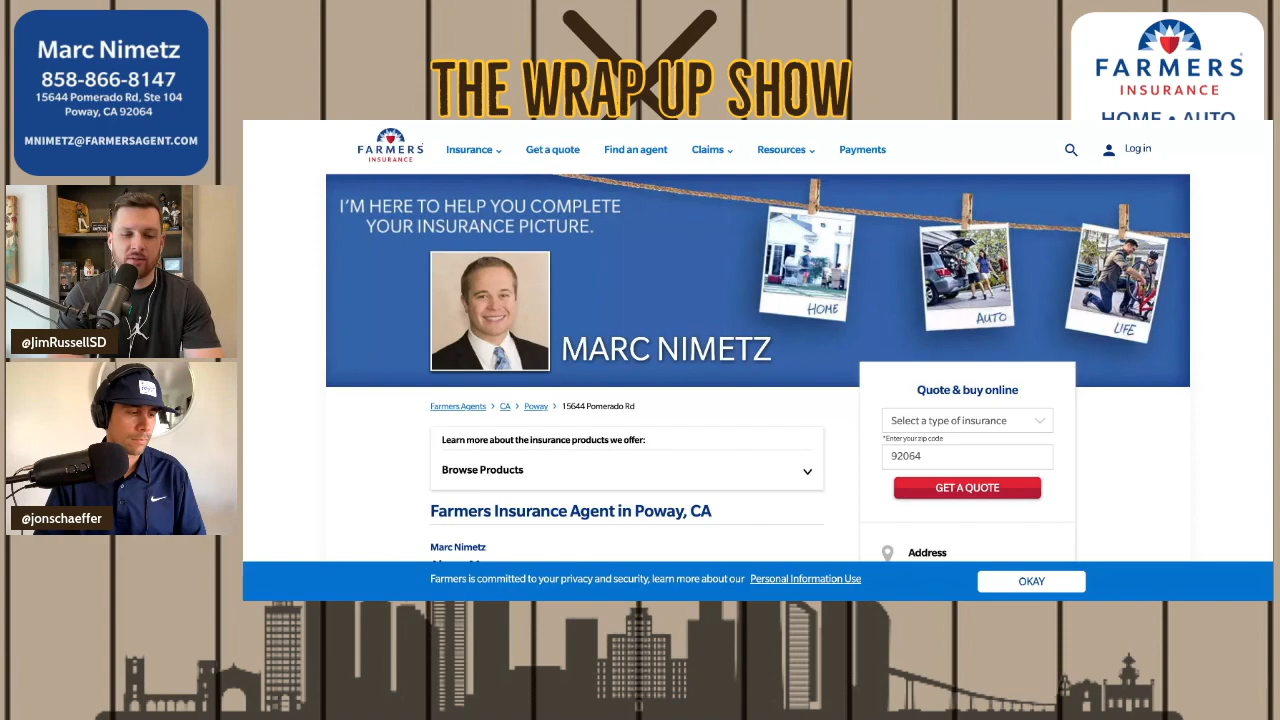 Marc Nimetz
858-866-8147
15644 Pomerado Rd, Ste 104
Poway, CA 92064
MNIMETZ@FARMERSAGENT.COM
THE WRAP UP SHOW
FARMERS
INSURANCE
HOME • AUTO
FARMERS
INSURANCE
Insurance
Get a quote
Find an agent
Claims
Resources
Payments
Log in
I'M HERE TO HELP YOU COMPLETE
YOUR INSURANCE PICTURE.
HOME
AUTO
LIFE
MARC NIMETZ
@JimRussellSD
@jonschaeffer
Quote & buy online
Select a type of insurance
*Enter your zip code
92064
GET A QUOTE
Address
Farmers Agents > CA > Poway > 15644 Pomerado Rd
Learn more about the insurance products we offer:
Browse Products
Farmers Insurance Agent in Poway, CA
Marc Nimetz
Farmers is committed to your privacy and security, learn more about our Personal Information Use
OKAY